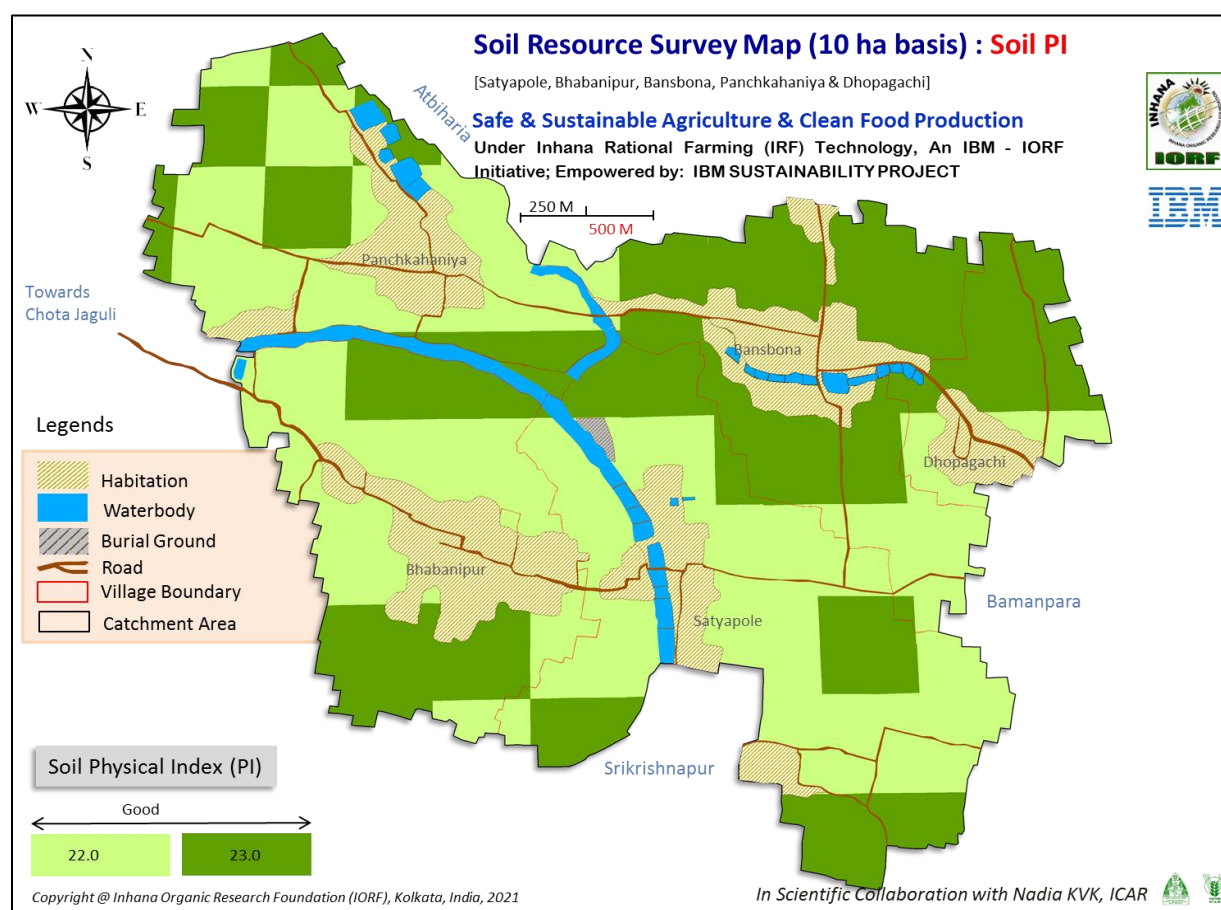 Soil Resource Survey Map (10 ha basis) : Soil PI
[Satyapole, Bhabanipur, Bansbona, Panchkahaniya & Dhopagachi]
Safe & Sustainable Agriculture & Clean Food Production
Under Inhana Rational Farming (IRF) Technology, An IBM - IORF
Initiative; Empowered by: IBM SUSTAINABILITY PROJECT
N
W
E
S
Atbiharia
INHANA
IORF
IBM
250 M
500 M
Panchkahaniya
Towards
Chota Jaguli
Bansbona
Dhopagachi
Bhabanipur
Satyapole
Bamanpara
Srikrishnapur
Legends
Habitation
Waterbody
Burial Ground
Road
Village Boundary
Catchment Area
Soil Physical Index (PI)
Good
22.0
23.0
Copyright @ Inhana Organic Research Foundation (IORF), Kolkata, India, 2021
In Scientific Collaboration with Nadia KVK, ICAR